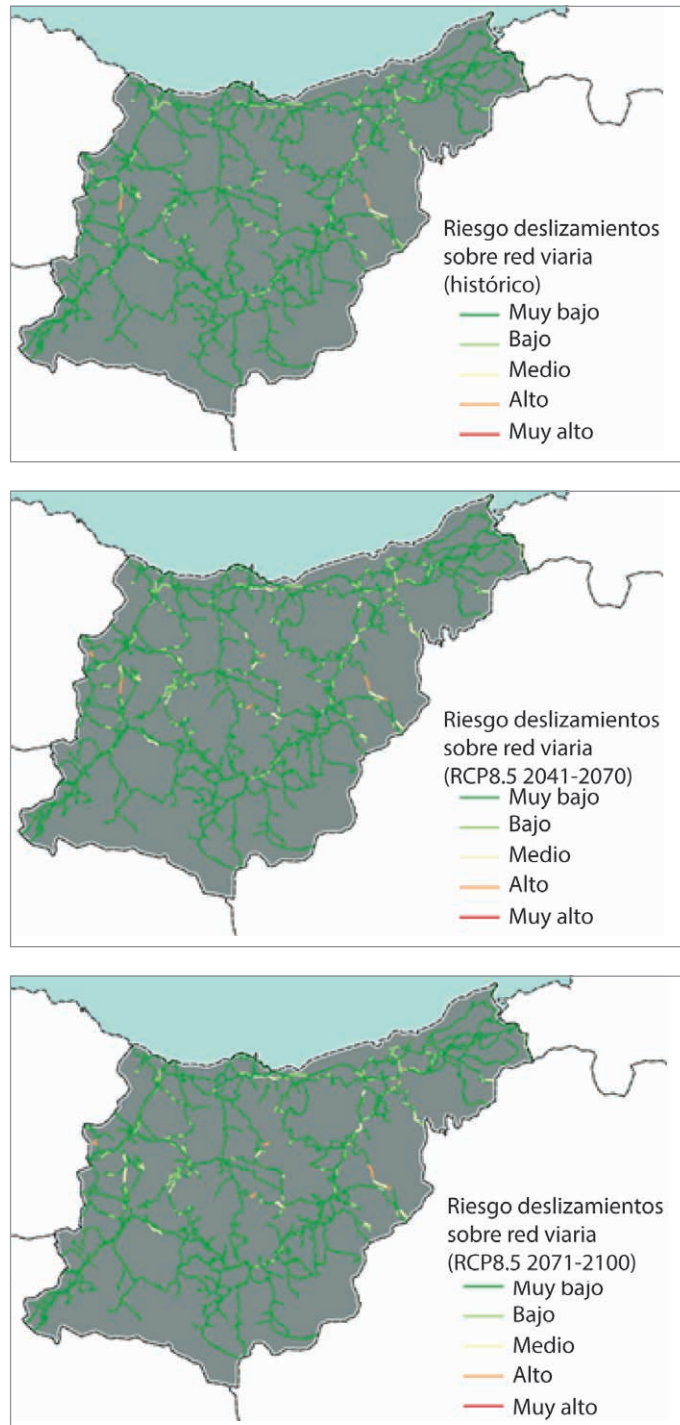 Riesgo deslizamientos
sobre red viaria
(histórico)
Muy bajo
Bajo
Medio
Alto
Muy alto
Riesgo deslizamientos
sobre red viaria
(RCP8.5 2041-2070)
Muy bajo
Bajo
Medio
Alto
Muy alto
Riesgo deslizamientos
sobre red viaria
(RCP8.5 2071-2100)
Muy bajo
Bajo
Medio
Alto
Muy alto